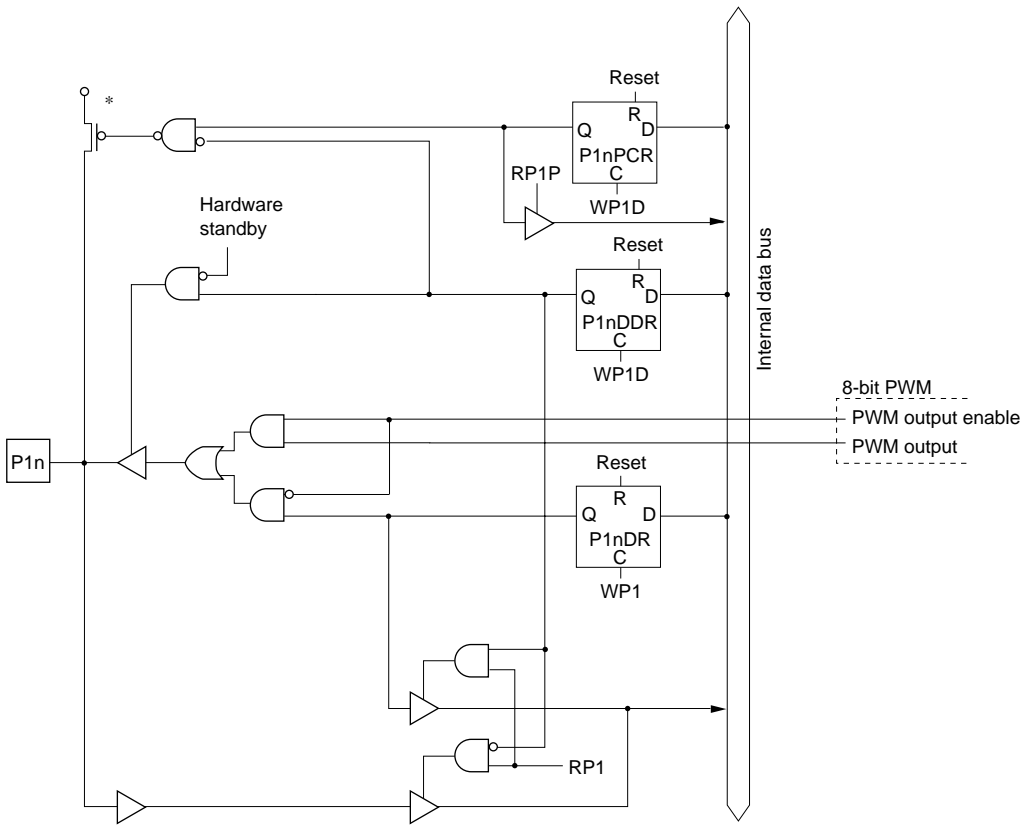 Reset
*
R
Q
D
P1nPCR
C
RP1P
WP1D
Hardware
standby
Reset
R
Q
D
P1nDDR
C
WP1D
Internal data bus
8-bit PWM
PWM output enable
PWM output
P1n
Reset
R
Q
D
P1nDR
C
WP1
RP1